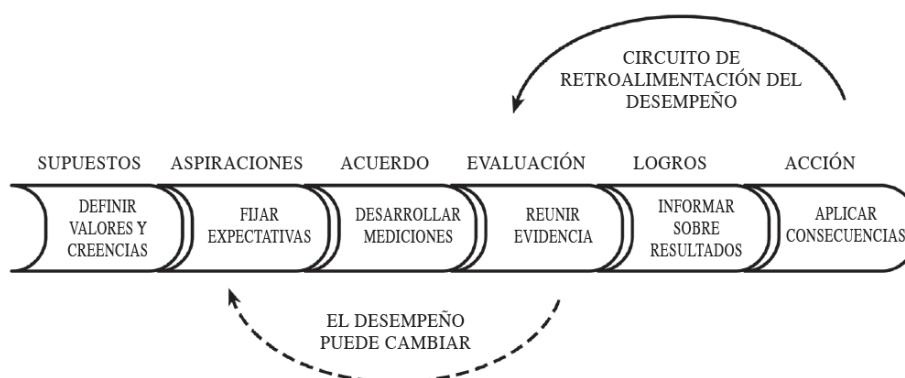 CIRCUITO DE
RETROALIMENTACIÓN DEL
DESEMPEÑO
SUPUESTOS
ASPIRACIONES
ACUERDO
EVALUACIÓN
LOGROS
ACCIÓN
DEFINIR
VALORES Y
CREENCIAS
FIJAR
EXPECTATIVAS
DESARROLLAR
MEDICIONES
REUNIR
EVIDENCIA
INFORMAR
SOBRE
RESULTADOS
APLICAR
CONSECUENCIAS
EL DESEMPEÑO
PUEDE CAMBIAR